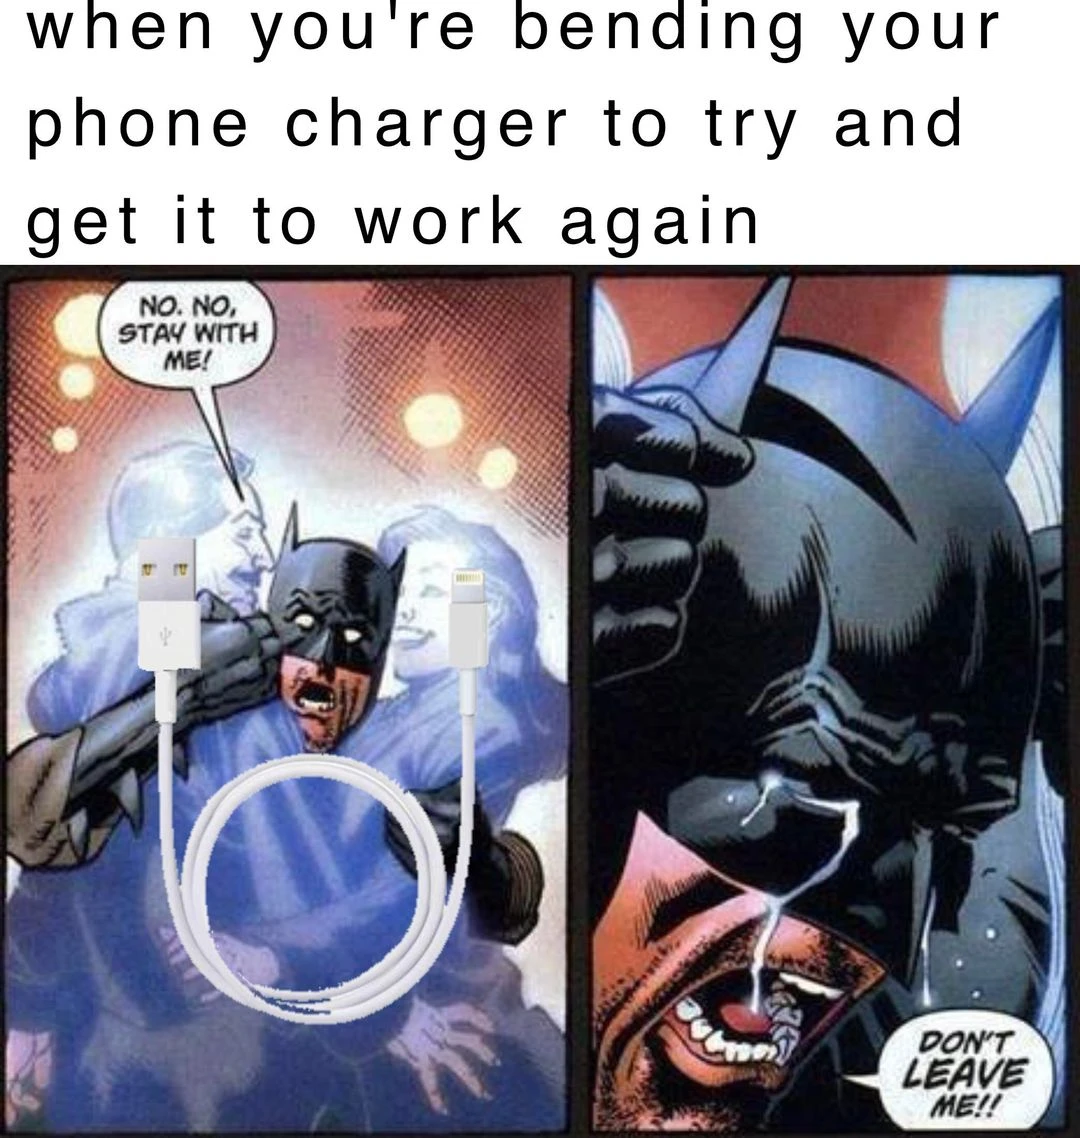 when you're bending your
phone charger to try and
get it to work again
NO. NO,
STAY WITH
ME!
DON'T
LEAVE
ME!!